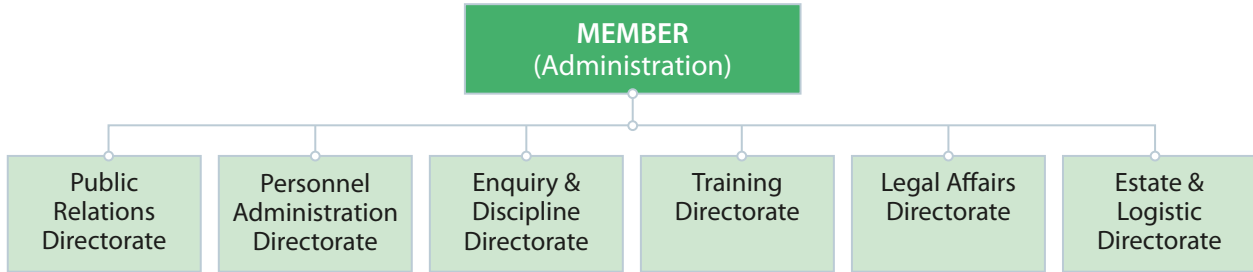 MEMBER
(Administration)
Public
Relations
Directorate
Personnel
Administration
Directorate
Enquiry &
Discipline
Directorate
Training
Directorate
Legal Affairs
Directorate
Estate &
Logistic
Directorate